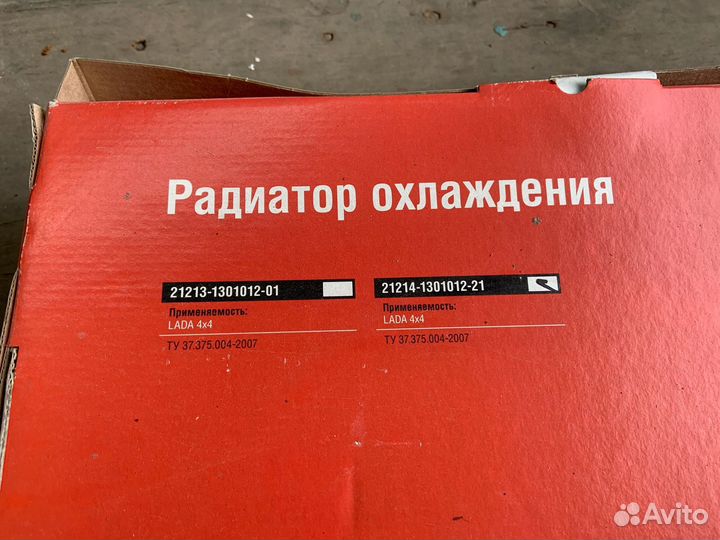 Радиатор охлаждения
21213-1301012-01
Применяемость:
LADA 4x4
ТУ 37.375.004-2007
21214-1301012-21
Применяемость:
LADA 4x4
ТУ 37.375.004-2007
Avito